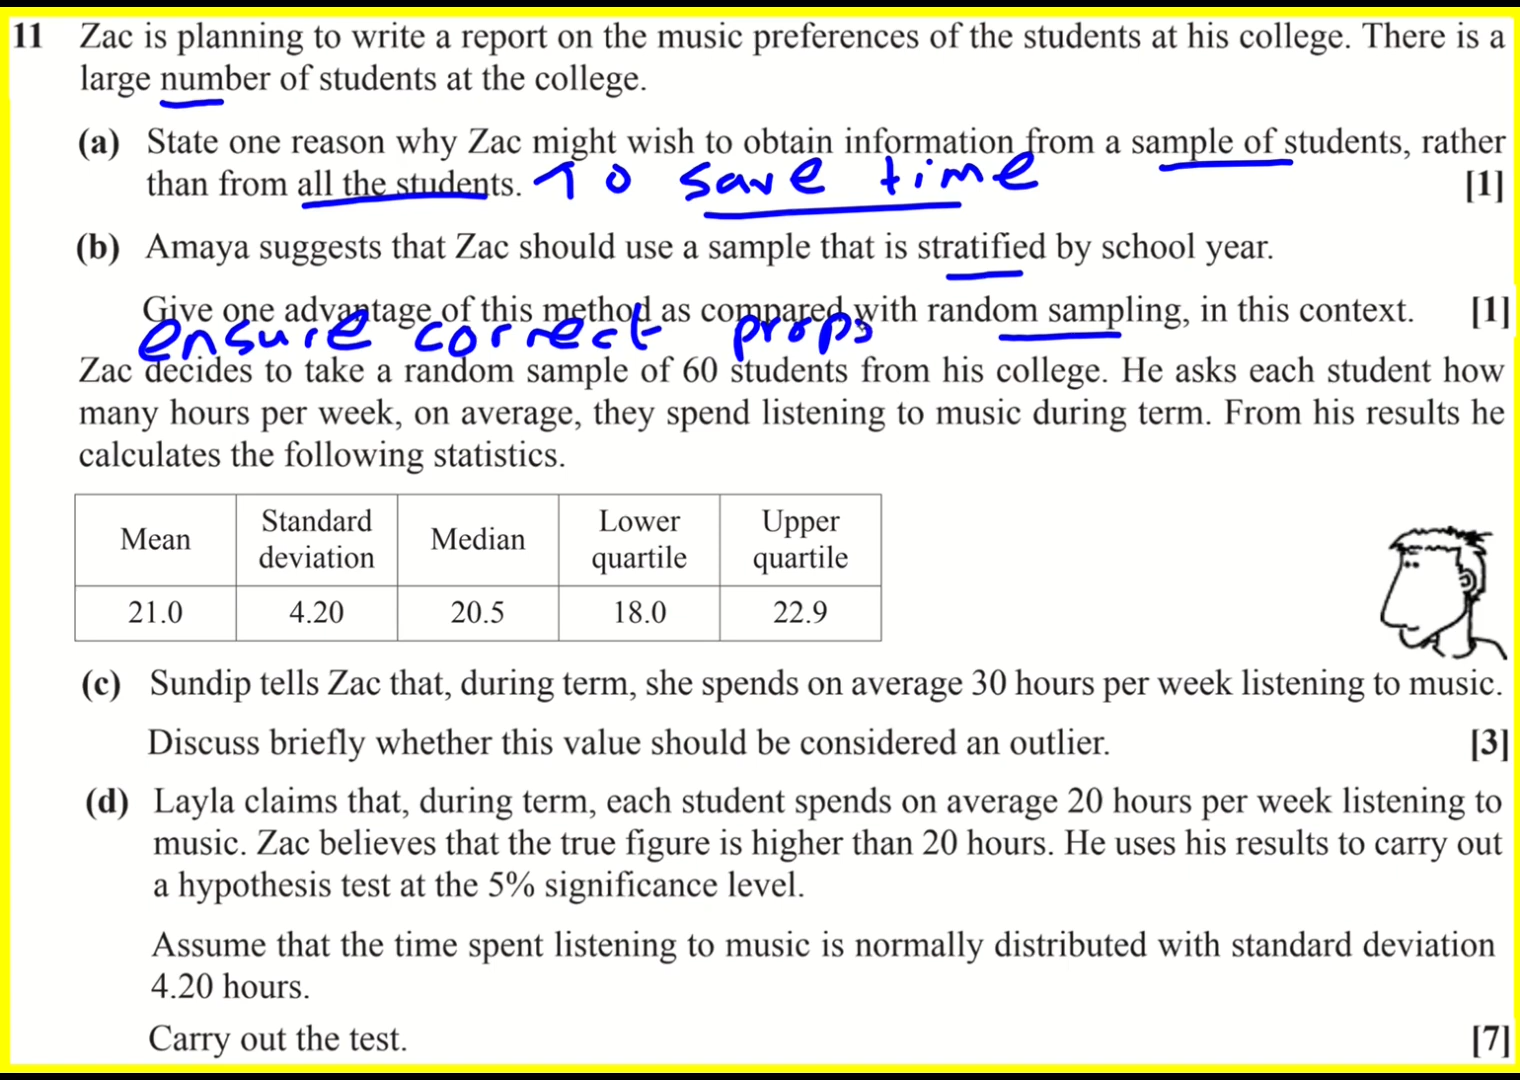 11 Zac is planning to write a report on the music preferences of the students at his college. There is a
large number of students at the college.
(a) State one reason why Zac might wish to obtain information from a sample of students, rather
than from all the students. To save time [1]
(b) Amaya suggests that Zac should use a sample that is stratified by school year.
Give one advantage of this method as compared with random sampling, in this context. [1]
ensure correct props
Zac decides to take a random sample of 60 students from his college. He asks each student how
many hours per week, on average, they spend listening to music during term. From his results he
calculates the following statistics.
Mean Standard deviation Median Lower quartile Upper quartile
21.0 4.20 20.5 18.0 22.9
(c) Sundip tells Zac that, during term, she spends on average 30 hours per week listening to music.
Discuss briefly whether this value should be considered an outlier. [3]
(d) Layla claims that, during term, each student spends on average 20 hours per week listening to
music. Zac believes that the true figure is higher than 20 hours. He uses his results to carry out
a hypothesis test at the 5% significance level.
Assume that the time spent listening to music is normally distributed with standard deviation
4.20 hours.
Carry out the test. [7]